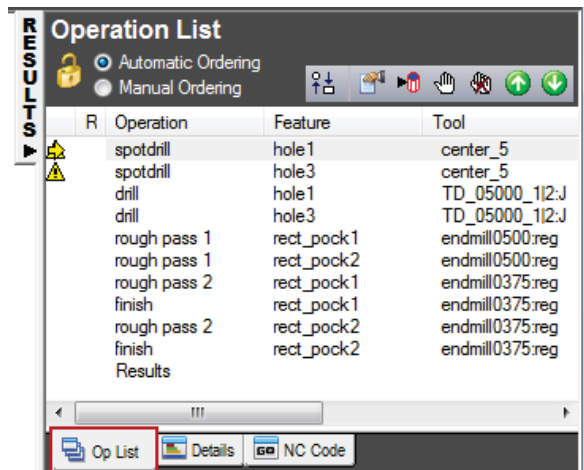 RESULTS
Operation List
Automatic Ordering
Manual Ordering
R Operation Feature Tool
spotdrill hole1 center_5
spotdrill hole3 center_5
drill hole1 TD_05000_1|2:J
drill hole3 TD_05000_1|2:J
rough pass 1 rect_pock1 endmill0500:reg
rough pass 1 rect_pock2 endmill0500:reg
rough pass 2 rect_pock1 endmill0375:reg
finish rect_pock1 endmill0375:reg
rough pass 2 rect_pock2 endmill0375:reg
finish rect_pock2 endmill0375:reg
Results
Op List Details GO NC Code